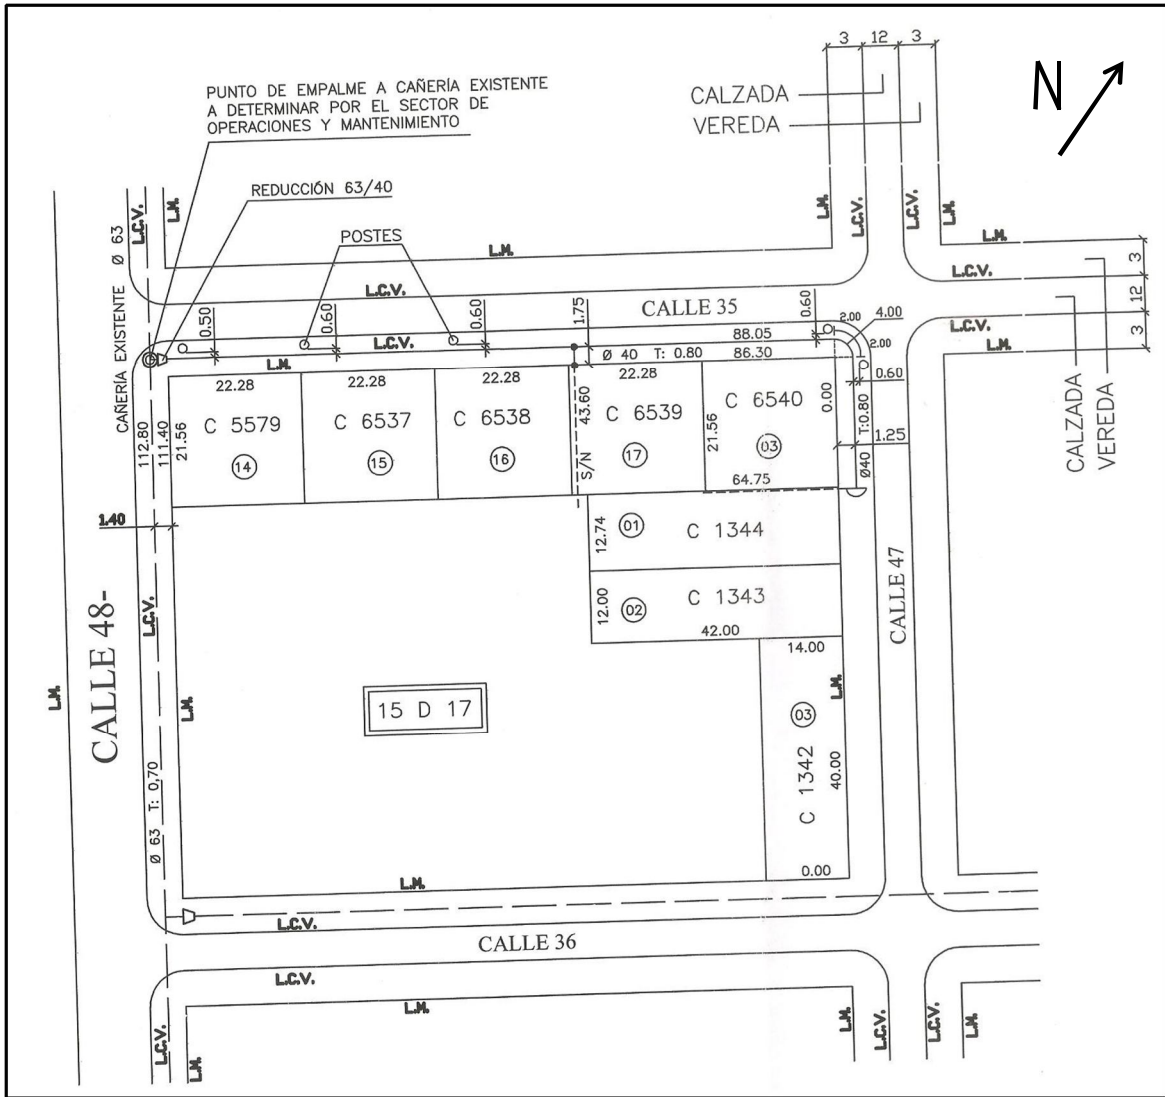 3 12 3
PUNTO DE EMPALME A CAÑERÍA EXISTENTE
A DETERMINAR POR EL SECTOR DE
OPERACIONES Y MANTENIMIENTO
CALZADA
VEREDA
N
REDUCCIÓN 63/40
L.C.V.
L.M.
L.M.
L.C.V.
L.M.
POSTES
L.M.
L.M.
L.C.V.
3
12
3
CAÑERÍA EXISTENTE Ø 63
L.C.V.
CALLE 35
0.50
0.60
0.60
1.75
0.60
2.00
4.00
L.C.V.
L.C.V.
88.05
2.00
L.M.
L.M.
Ø 40 T: 0.80 86.30
0.60
22.28
22.28
22.28
22.28
C 5579
C 6537
C 6538
C 6539
C 6540
43.60
S/N
21.56
0.00
T:0.80
Ø40
1.25
CALZADA
VEREDA
112.80
111.40
21.56
14
15
16
17
03
64.75
1.40
12.74
01
C 1344
12.00
02
C 1343
42.00
CALLE 47
CALLE 48-
L.C.V.
L.M.
L.M.
14.00
L.M.
15 D 17
03
C 1342
40.00
0.00
Ø 63 T: 0,70
L.M.
L.C.V.
CALLE 36
L.C.V.
L.M.
L.C.V.
L.M.
L.M.
L.C.V.
L.C.V.
L.M.